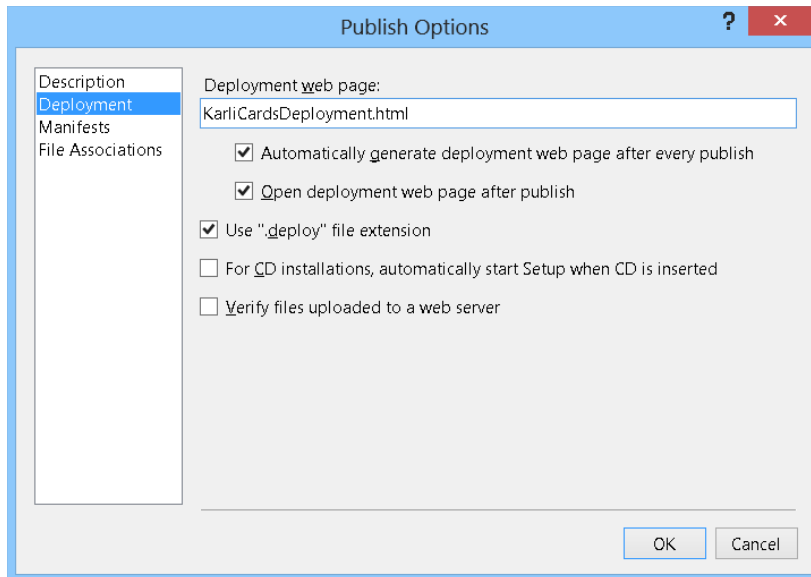 Publish Options
?
x
Description
Deployment
Manifests
File Associations
Deployment web page:
KarliCardsDeployment.html
Automatically generate deployment web page after every publish
Open deployment web page after publish
Use ".deploy" file extension
For CD installations, automatically start Setup when CD is inserted
Verify files uploaded to a web server
OK
Cancel